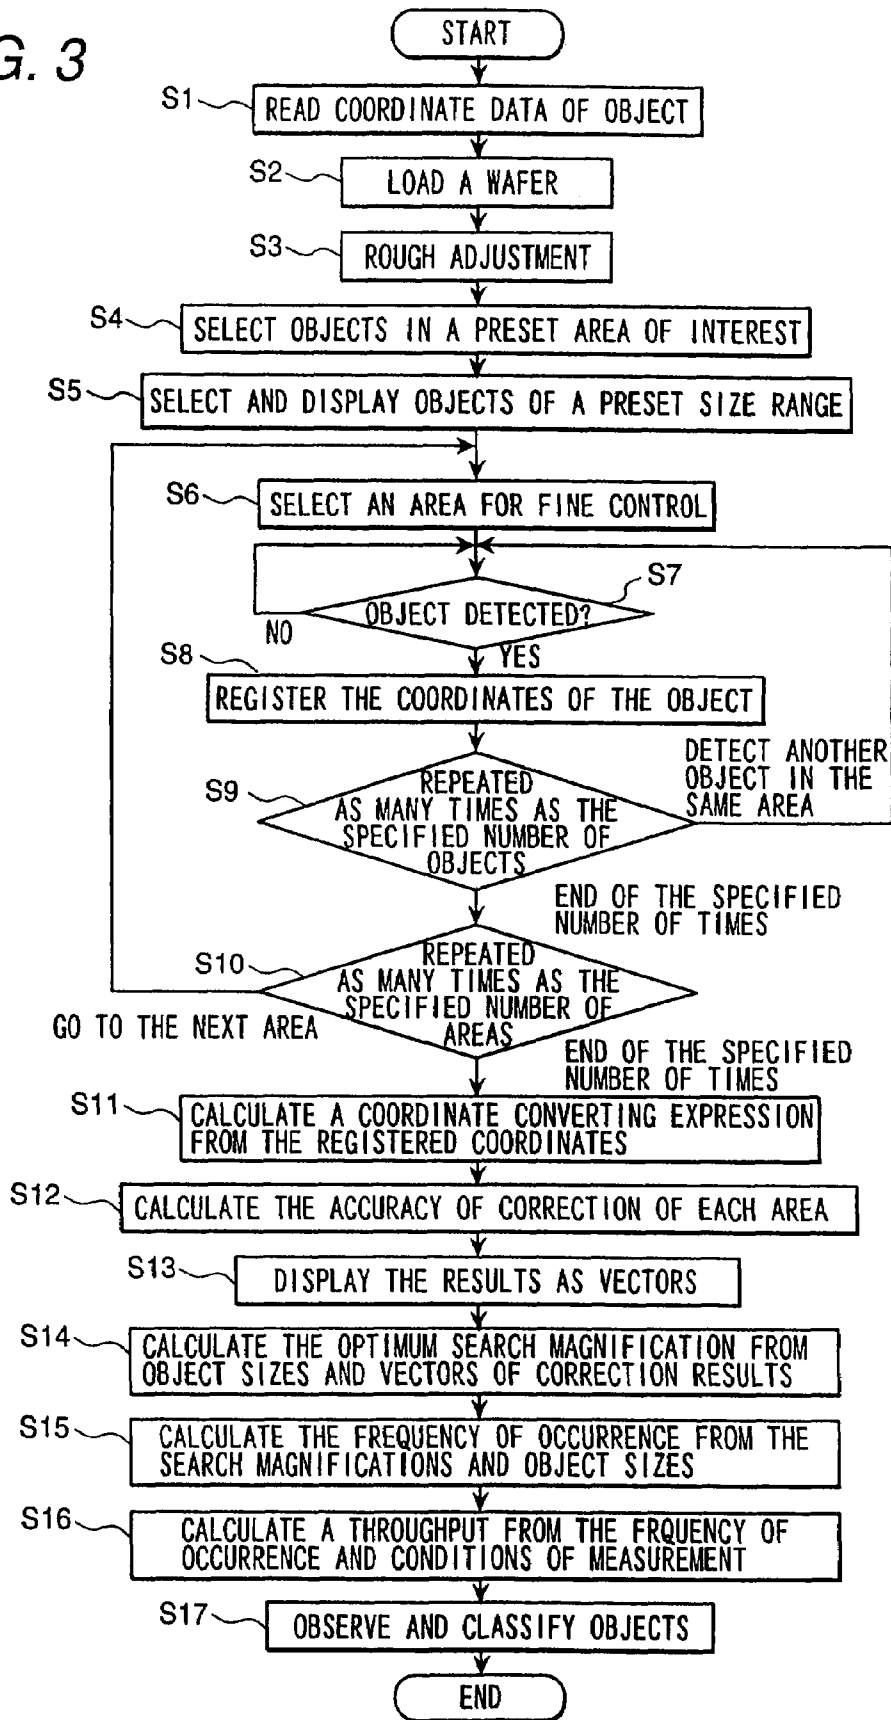 G. 3
START
S1
READ COORDINATE DATA OF OBJECT
S2
LOAD A WAFER
S3
ROUGH ADJUSTMENT
S4
SELECT OBJECTS IN A PRESET AREA OF INTEREST
S5
SELECT AND DISPLAY OBJECTS OF A PRESET SIZE RANGE
S6
SELECT AN AREA FOR FINE CONTROL
S7
OBJECT DETECTED?
NO
YES
S8
REGISTER THE COORDINATES OF THE OBJECT
S9
REPEATED
AS MANY TIMES AS THE
SPECIFIED NUMBER OF
OBJECTS
DETECT ANOTHER
OBJECT IN THE
SAME AREA
END OF THE SPECIFIED
NUMBER OF TIMES
S10
REPEATED
AS MANY TIMES AS THE
SPECIFIED NUMBER OF
AREAS
GO TO THE NEXT AREA
END OF THE SPECIFIED
NUMBER OF TIMES
S11
CALCULATE A COORDINATE CONVERTING EXPRESSION
FROM THE REGISTERED COORDINATES
S12
CALCULATE THE ACCURACY OF CORRECTION OF EACH AREA
S13
DISPLAY THE RESULTS AS VECTORS
S14
CALCULATE THE OPTIMUM SEARCH MAGNIFICATION FROM
OBJECT SIZES AND VECTORS OF CORRECTION RESULTS
S15
CALCULATE THE FREQUENCY OF OCCURRENCE FROM THE
SEARCH MAGNIFICATIONS AND OBJECT SIZES
S16
CALCULATE A THROUGHPUT FROM THE FRQUENCY OF
OCCURRENCE AND CONDITIONS OF MEASUREMENT
S17
OBSERVE AND CLASSIFY OBJECTS
END